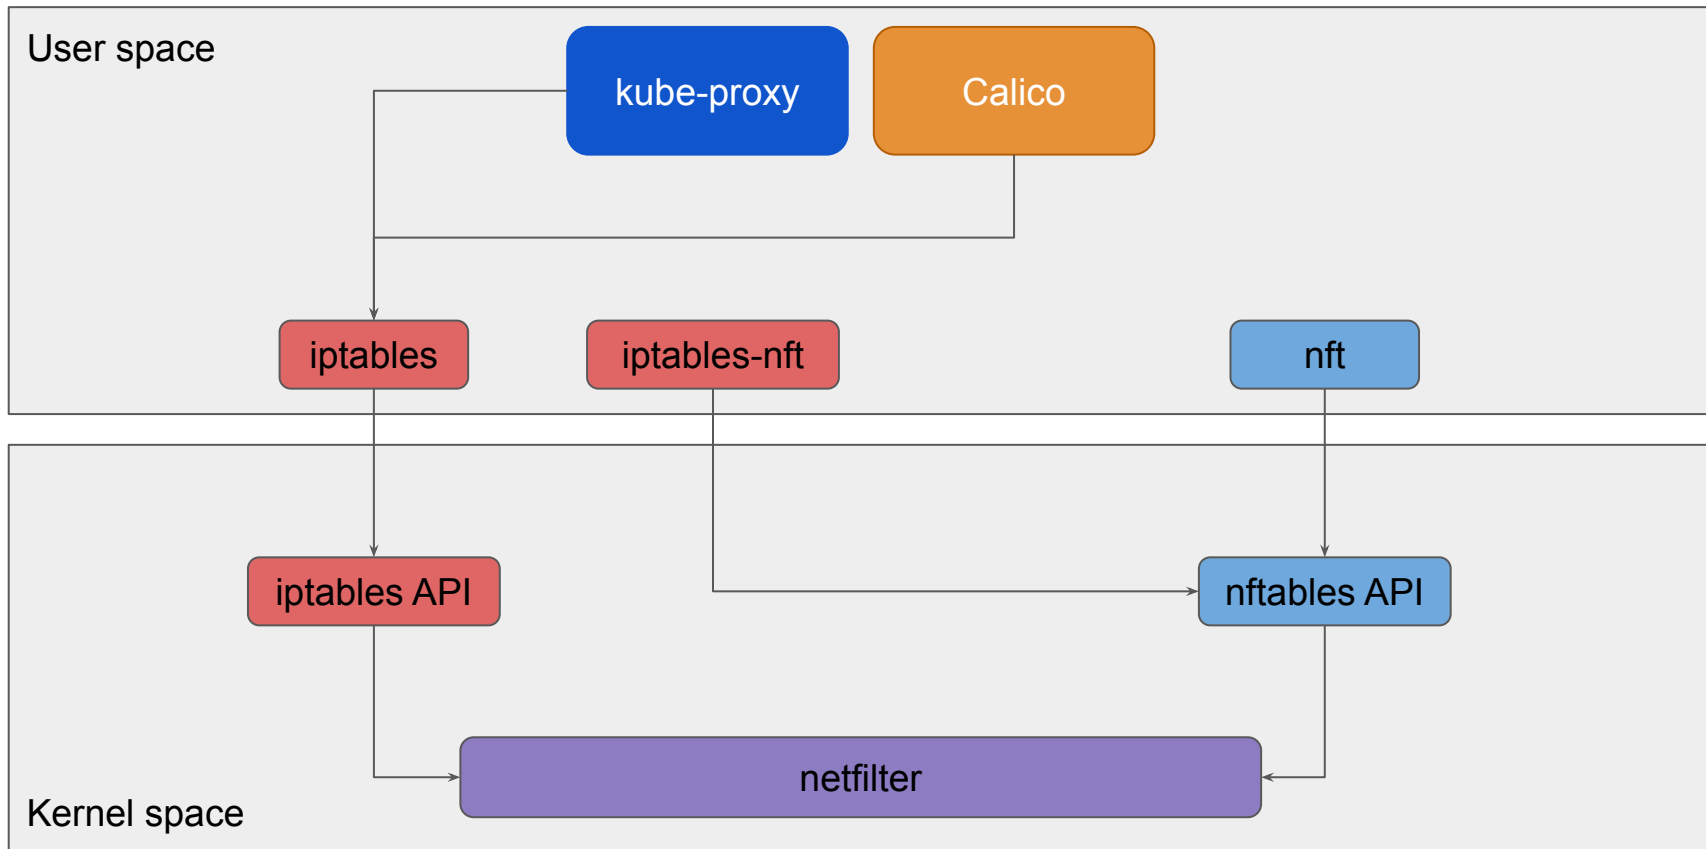 User space
kube-proxy
Calico
iptables
iptables-nft
nft
iptables API
nftables API
netfilter
Kernel space